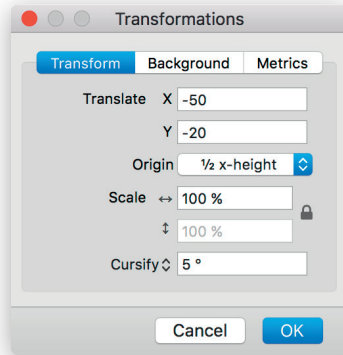 Transformations
Transform Background Metrics
Translate X -50
Y -20
Origin ½ x-height
Scale ↔ 100 %
↕ 100 %
Cursify 5 °
Cancel OK